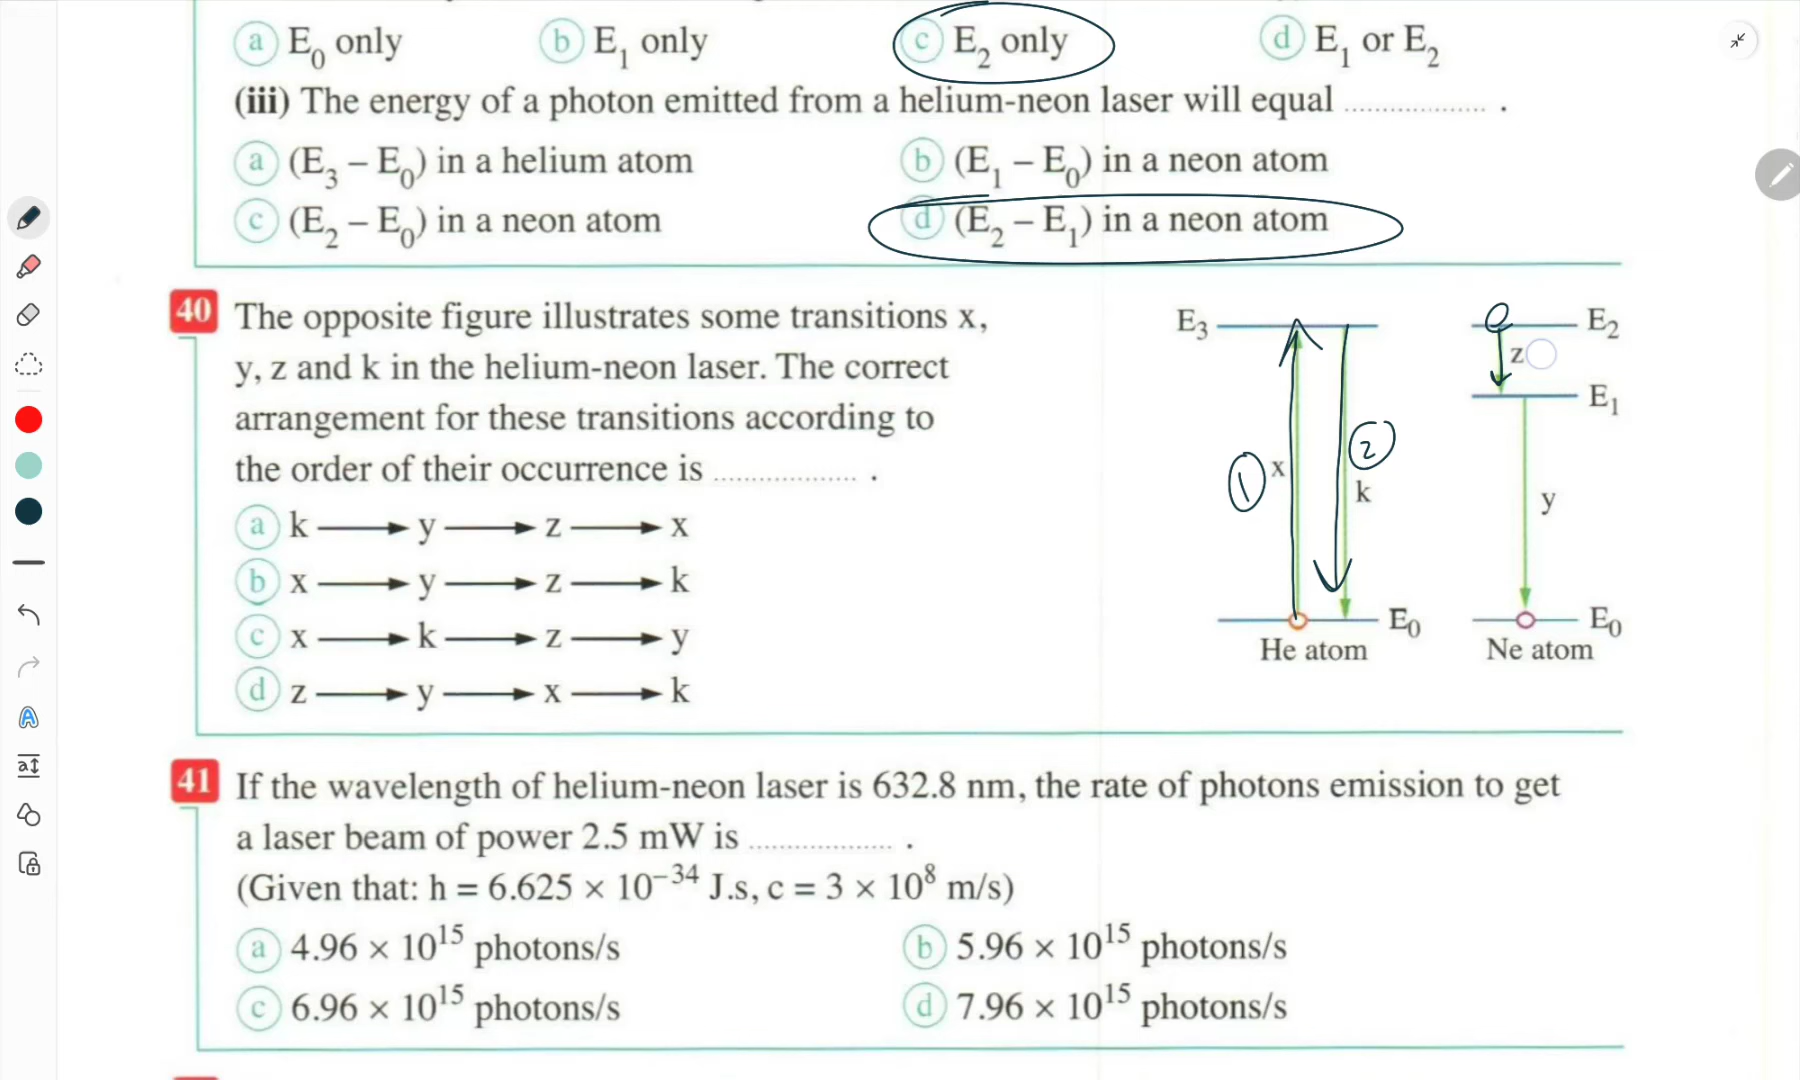 a E₀ only b E₁ only c E₂ only d E₁ or E₂
(iii) The energy of a photon emitted from a helium-neon laser will equal ................ .
a (E₃ – E₀) in a helium atom b (E₁ – E₀) in a neon atom
c (E₂ – E₀) in a neon atom d (E₂ – E₁) in a neon atom
40 The opposite figure illustrates some transitions x,
y, z and k in the helium-neon laser. The correct
arrangement for these transitions according to
the order of their occurrence is ................ .
a k → y → z → x
b x → y → z → k
c x → k → z → y
d z → y → x → k
E₃
E₂
z
E₁
① x
② k
y
E₀
E₀
He atom
Ne atom
41 If the wavelength of helium-neon laser is 632.8 nm, the rate of photons emission to get
a laser beam of power 2.5 mW is ................ .
(Given that: h = 6.625 × 10⁻³⁴ J.s, c = 3 × 10⁸ m/s)
a 4.96 × 10¹⁵ photons/s b 5.96 × 10¹⁵ photons/s
c 6.96 × 10¹⁵ photons/s d 7.96 × 10¹⁵ photons/s